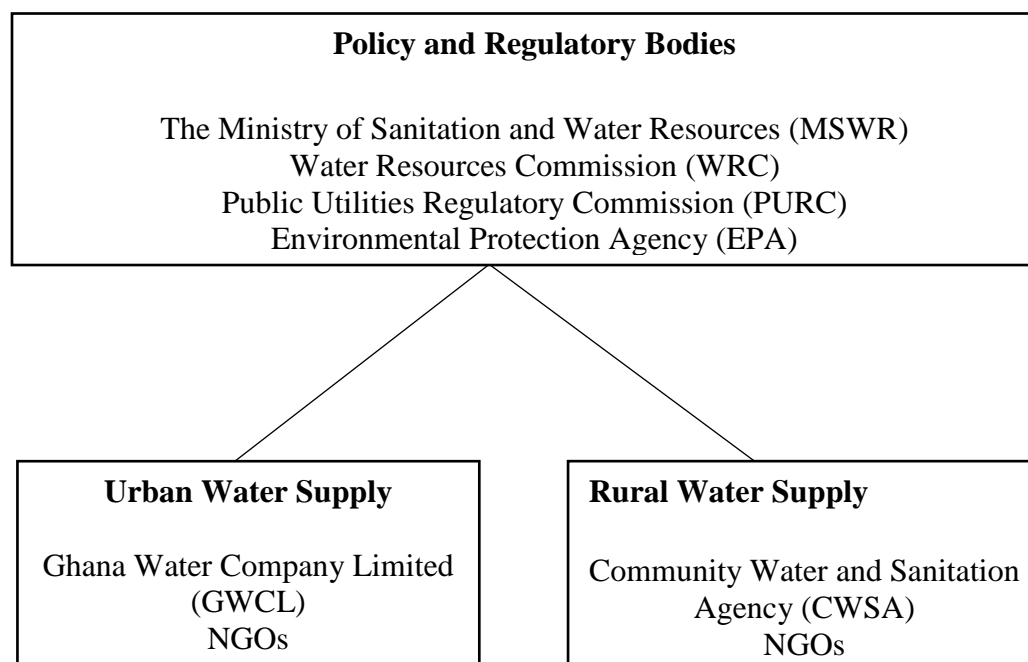 Policy and Regulatory Bodies
The Ministry of Sanitation and Water Resources (MSWR)
Water Resources Commission (WRC)
Public Utilities Regulatory Commission (PURC)
Environmental Protection Agency (EPA)
Urban Water Supply
Ghana Water Company Limited
(GWCL)
NGOs
Rural Water Supply
Community Water and Sanitation
Agency (CWSA)
NGOs